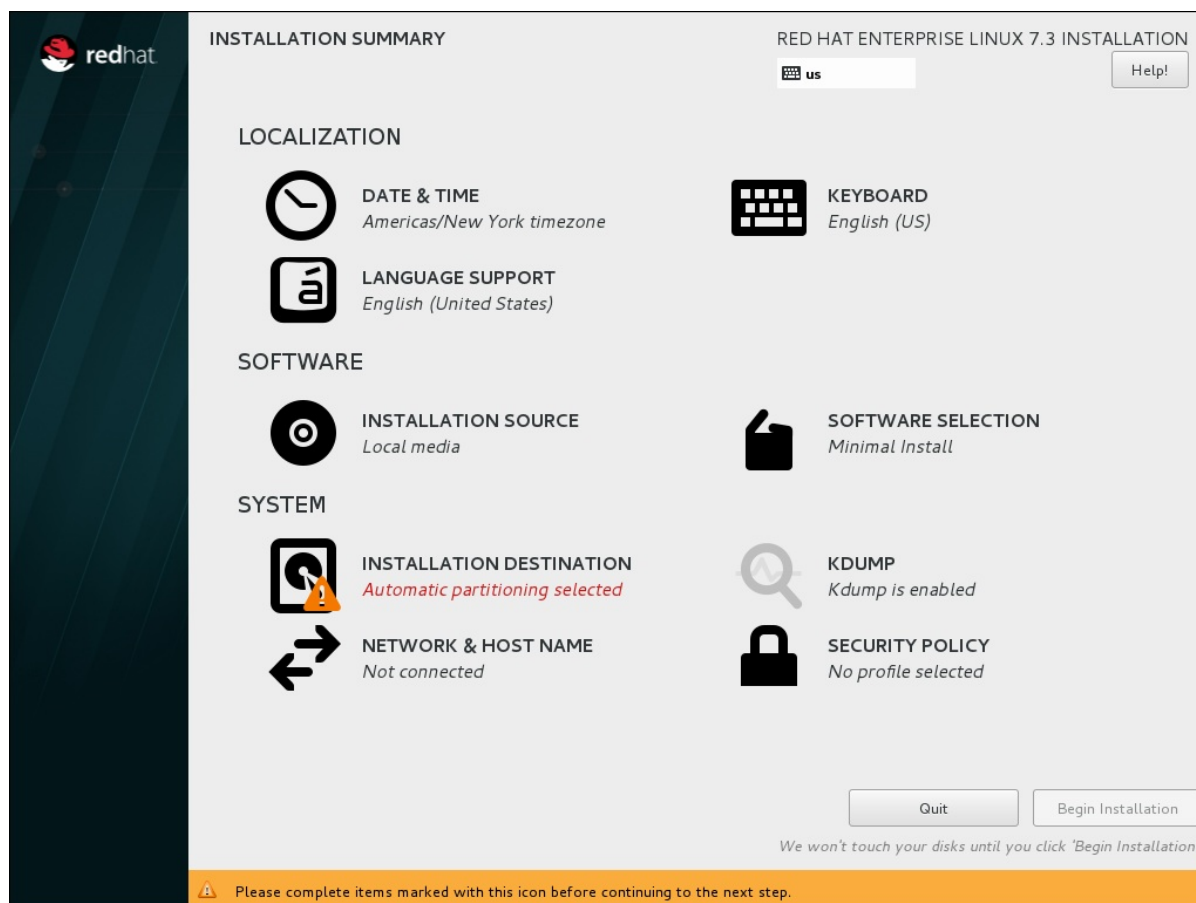 redhat.
INSTALLATION SUMMARY
RED HAT ENTERPRISE LINUX 7.3 INSTALLATION
us
Help!
LOCALIZATION
DATE & TIME
Americas/New York timezone
KEYBOARD
English (US)
á
LANGUAGE SUPPORT
English (United States)
SOFTWARE
INSTALLATION SOURCE
Local media
SOFTWARE SELECTION
Minimal Install
SYSTEM
INSTALLATION DESTINATION
Automatic partitioning selected
KDUMP
Kdump is enabled
NETWORK & HOST NAME
Not connected
SECURITY POLICY
No profile selected
Quit
Begin Installation
We won't touch your disks until you click 'Begin Installation
Please complete items marked with this icon before continuing to the next step.